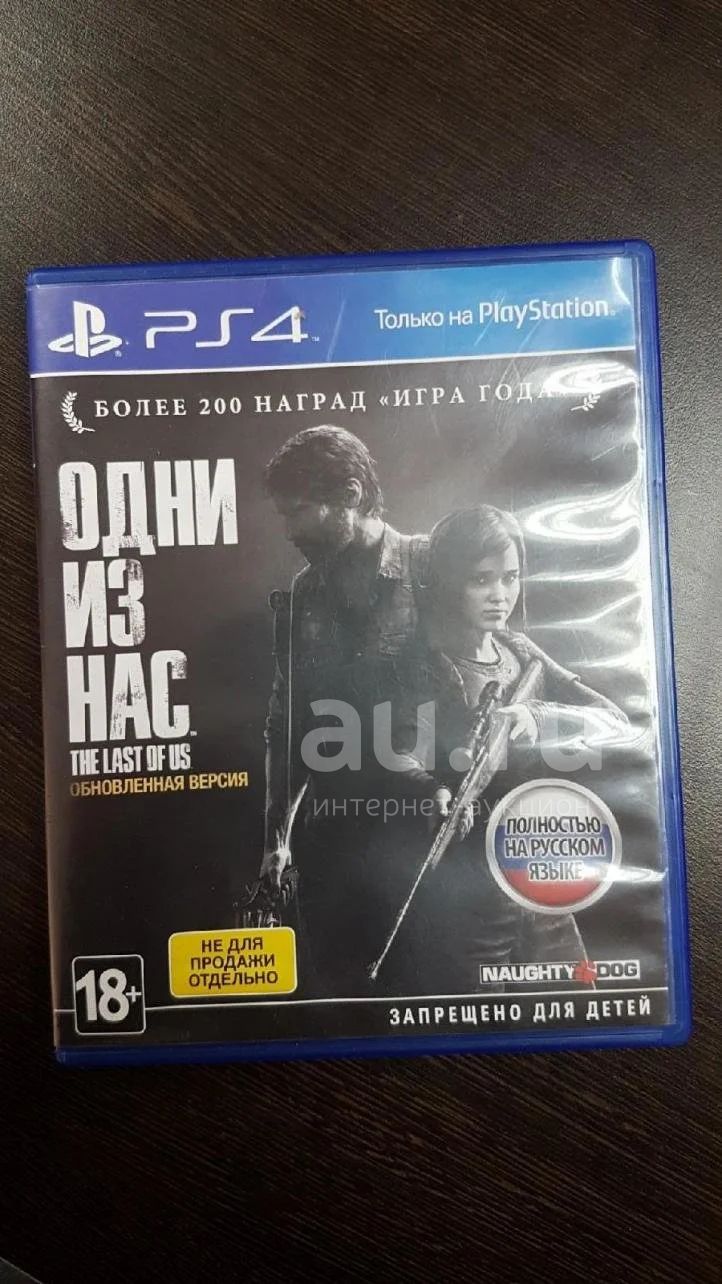 PS4
Только на PlayStation
БОЛЕЕ 200 НАГРАД «ИГРА ГОДА»
ОДНИ
ИЗ
НАС
THE LAST OF US
ОБНОВЛЕННАЯ ВЕРСИЯ
au.ru
интернет-аукцион
ПОЛНОСТЬЮ
НА РУССКОМ
ЯЗЫКЕ
НЕ ДЛЯ
ПРОДАЖИ
ОТДЕЛЬНО
18+
NAUGHTY DOG
ЗАПРЕЩЕНО ДЛЯ ДЕТЕЙ